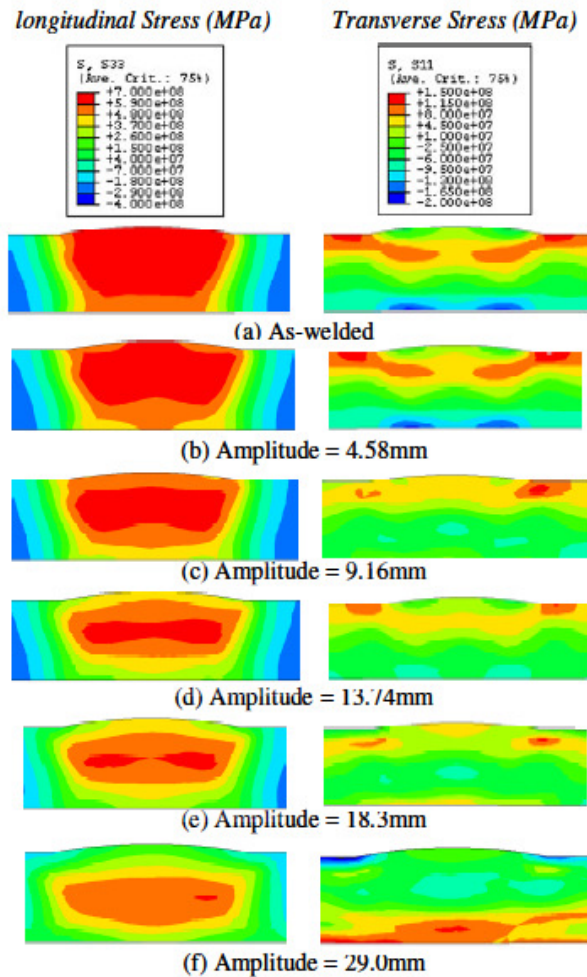 longitudinal Stress (MPa)
Transverse Stress (MPa)
S, S33
(Ave. Crit.: 75%)
+7.000e+08
+5.900e+08
+4.800e+08
+3.700e+08
+2.600e+08
+1.500e+08
+4.000e+07
-7.000e+07
-1.800e+08
-2.900e+08
-4.000e+08
S, S11
(Ave. Crit.: 75%)
+1.500e+08
+1.150e+08
+8.000e+07
+4.500e+07
+1.000e+07
-2.500e+07
-6.000e+07
-9.500e+07
-1.300e+08
-1.650e+08
-2.000e+08
(a) As-welded
(b) Amplitude = 4.58mm
(c) Amplitude = 9.16mm
(d) Amplitude = 13.74mm
(e) Amplitude = 18.3mm
(f) Amplitude = 29.0mm